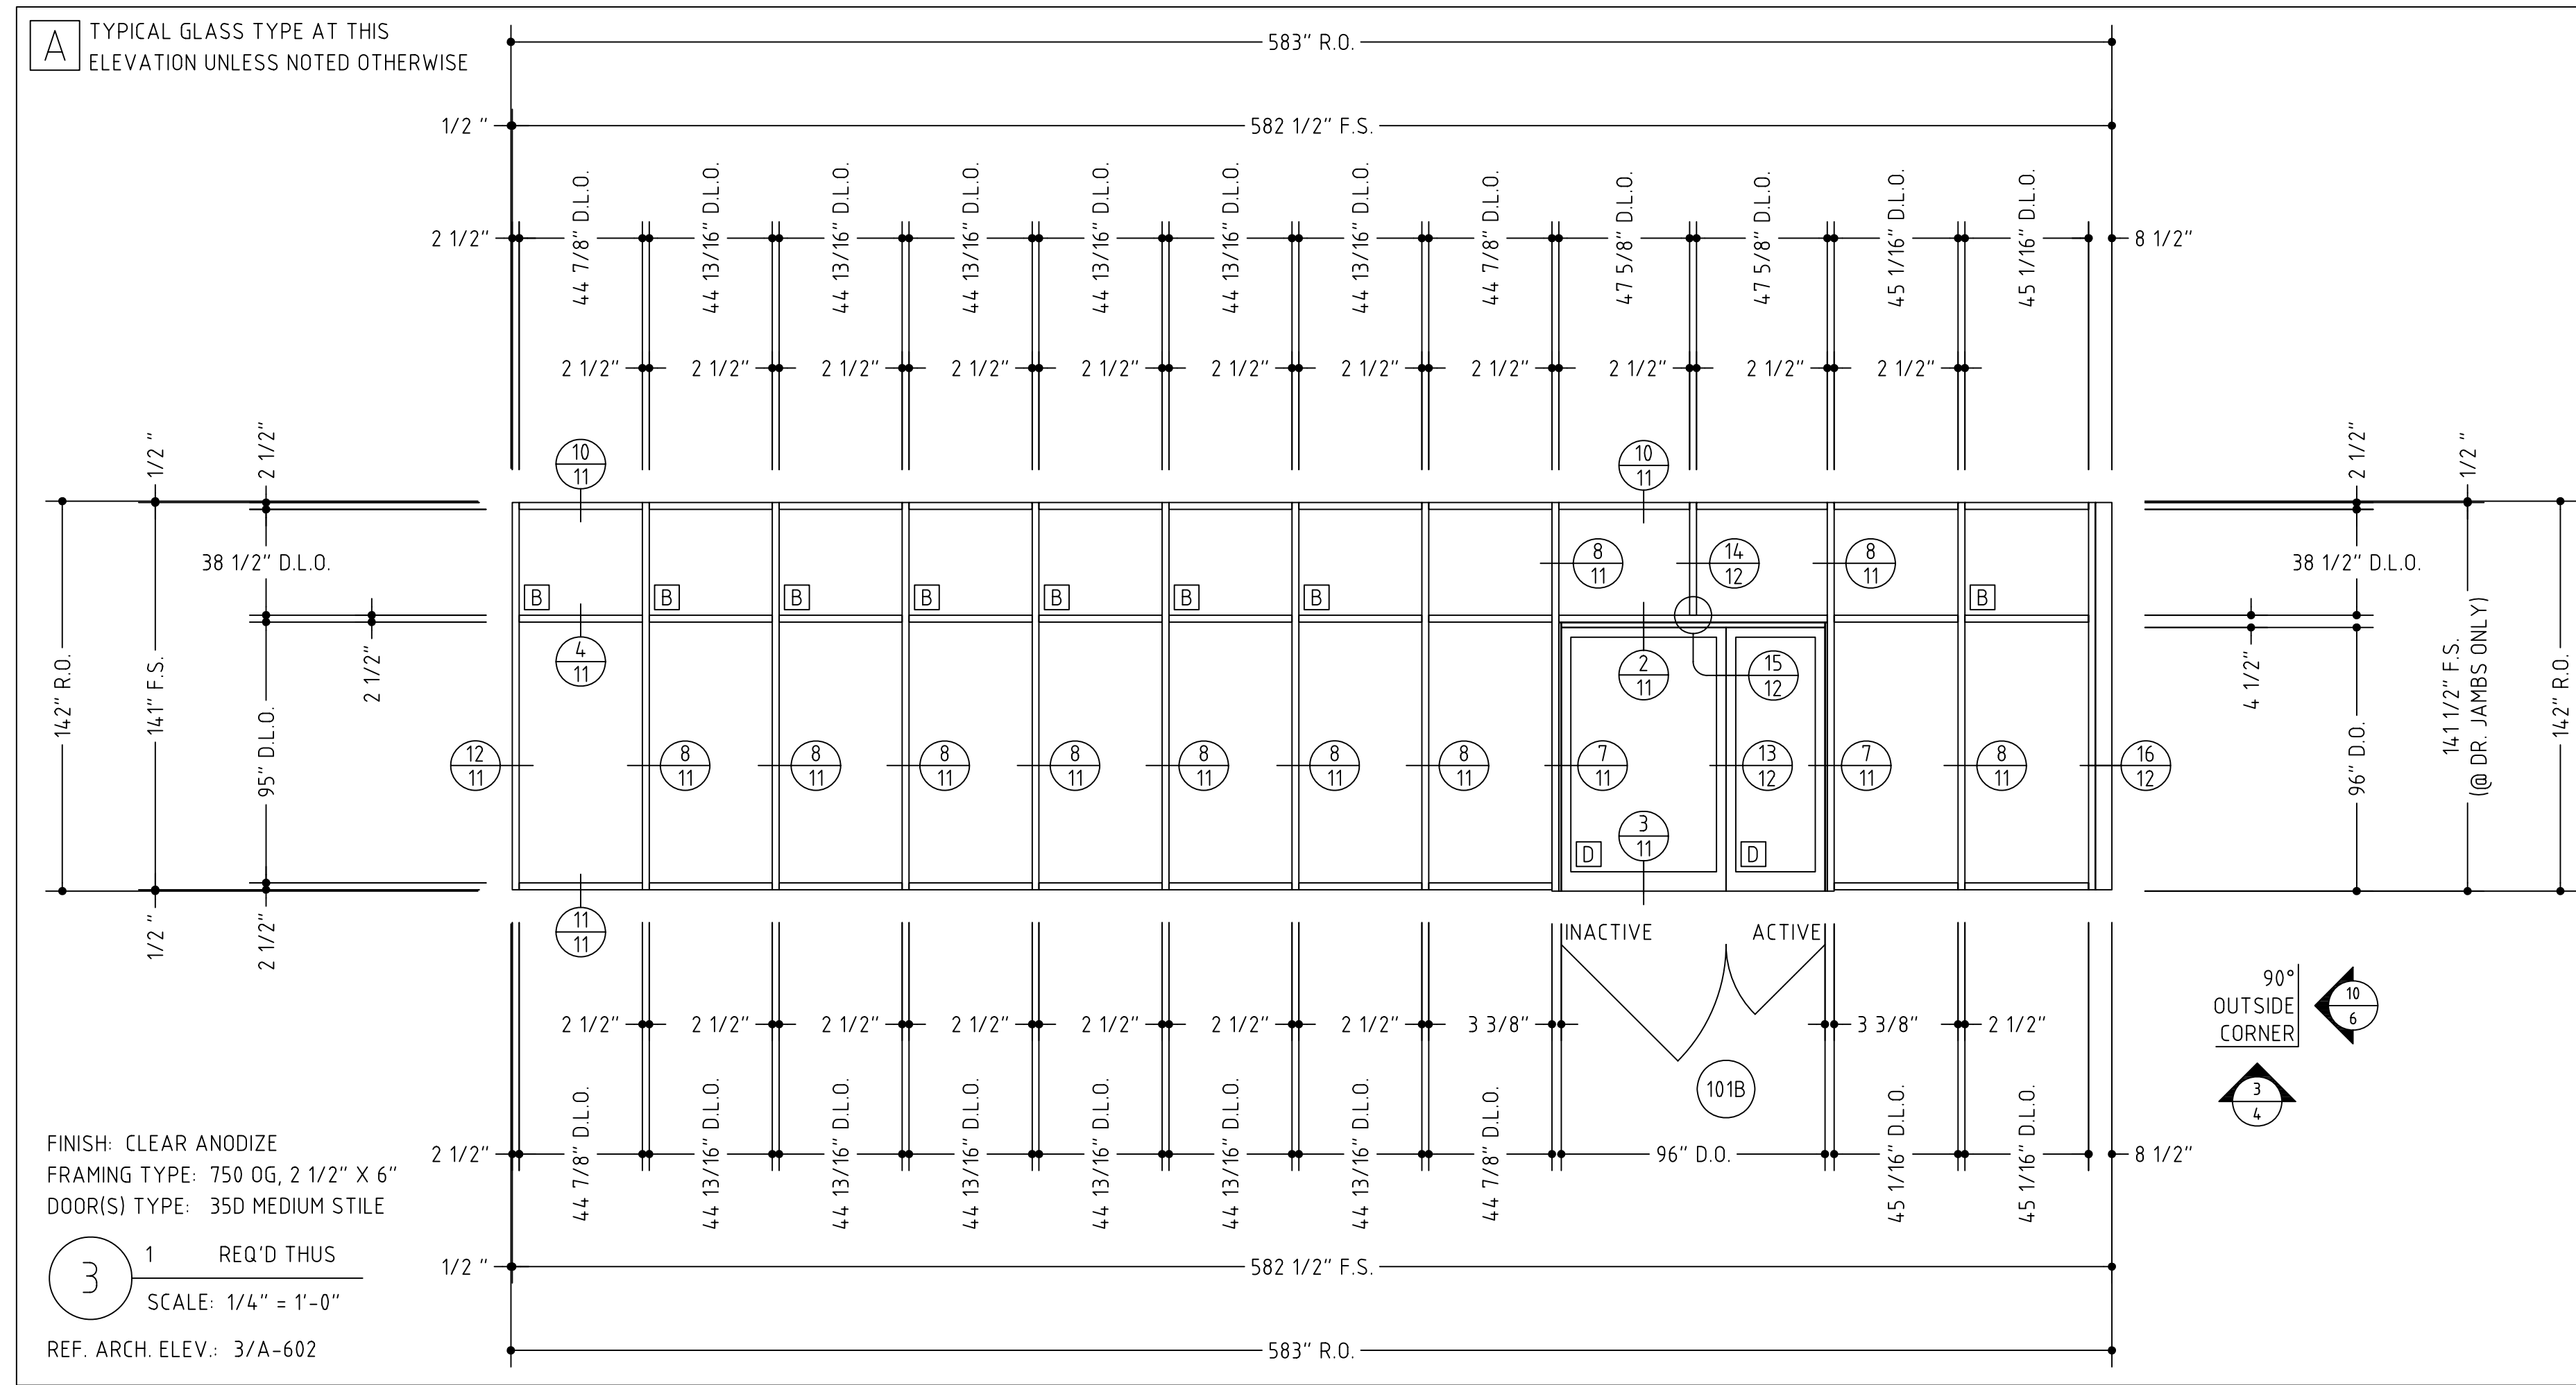 A
TYPICAL GLASS TYPE AT THIS
ELEVATION UNLESS NOTED OTHERWISE
583" R.O.
1/2 "
582 1/2" F.S.
2 1/2"
44 7/8" D.L.O.
44 13/16" D.L.O.
44 13/16" D.L.O.
44 13/16" D.L.O.
44 13/16" D.L.O.
44 13/16" D.L.O.
44 13/16" D.L.O.
44 7/8" D.L.O.
47 5/8" D.L.O.
47 5/8" D.L.O.
45 1/16" D.L.O.
45 1/16" D.L.O.
8 1/2"
2 1/2"
2 1/2"
2 1/2"
2 1/2"
2 1/2"
2 1/2"
2 1/2"
2 1/2"
2 1/2"
2 1/2"
2 1/2"
1/2 "
2 1/2"
10
11
10
11
2 1/2"
1/2 "
38 1/2" D.L.O.
8
11
14
12
8
11
38 1/2" D.L.O.
B
B
B
B
B
B
B
B
142" R.O.
141" F.S.
95" D.L.O.
2 1/2"
4
11
2
11
15
12
4 1/2"
96" D.O.
141 1/2" F.S.
(@ DR. JAMBS ONLY)
142" R.O.
12
11
8
11
8
11
8
11
8
11
8
11
8
11
8
11
7
11
13
12
7
11
8
11
16
12
3
11
D
D
1/2 "
2 1/2"
11
11
INACTIVE
ACTIVE
90°
OUTSIDE
CORNER
10
6
3
4
2 1/2"
2 1/2"
2 1/2"
2 1/2"
2 1/2"
2 1/2"
2 1/2"
3 3/8"
3 3/8"
2 1/2"
101B
2 1/2"
44 7/8" D.L.O.
44 13/16" D.L.O.
44 13/16" D.L.O.
44 13/16" D.L.O.
44 13/16" D.L.O.
44 13/16" D.L.O.
44 13/16" D.L.O.
44 7/8" D.L.O.
96" D.O.
45 1/16" D.L.O.
45 1/16" D.L.O.
8 1/2"
1/2 "
582 1/2" F.S.
583" R.O.
FINISH: CLEAR ANODIZE
FRAMING TYPE: 750 OG, 2 1/2" X 6"
DOOR(S) TYPE: 35D MEDIUM STILE
3
1 REQ'D THUS
SCALE: 1/4" = 1'-0"
REF. ARCH. ELEV.: 3/A-602